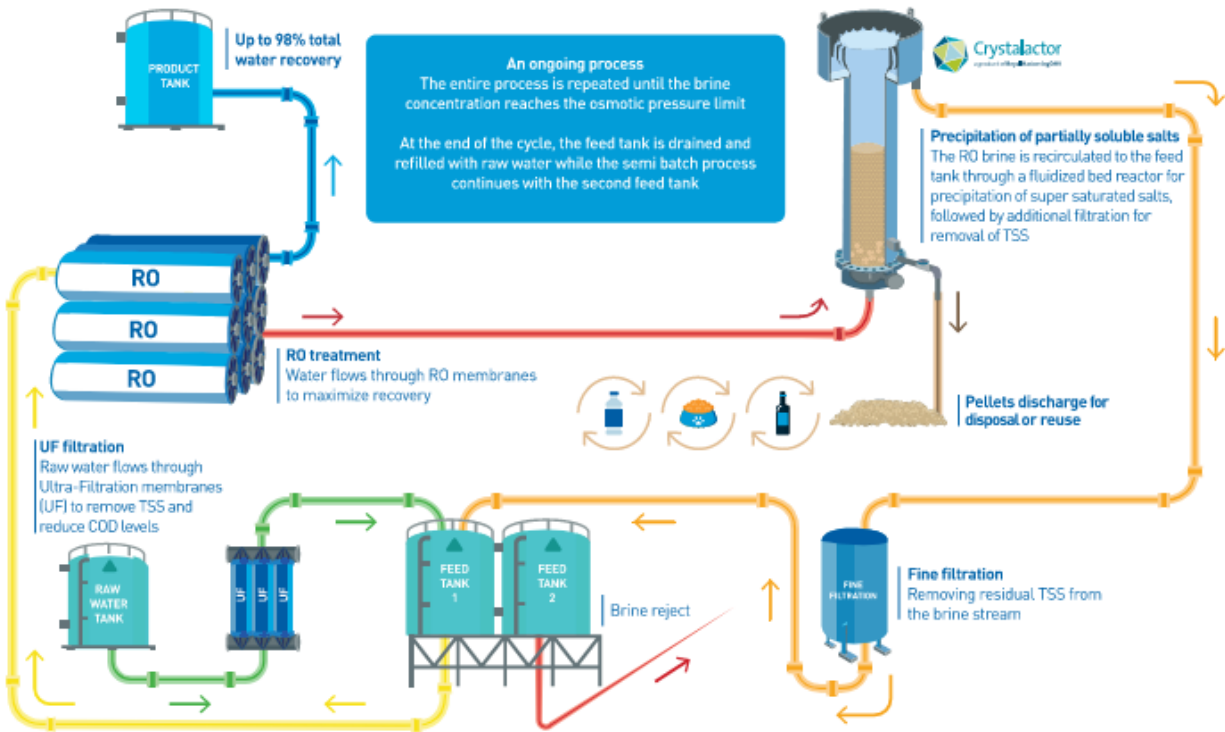 Up to 98% total
water recovery
PRODUCT
TANK
An ongoing process
The entire process is repeated until the brine
concentration reaches the osmotic pressure limit
At the end of the cycle, the feed tank is drained and
refilled with raw water while the semi batch process
continues with the second feed tank
Crystalactor
a product of Royal HaskoningDHV
Precipitation of partially soluble salts
The RO brine is recirculated to the feed
tank through a fluidized bed reactor for
precipitation of super saturated salts,
followed by additional filtration for
removal of TSS
RO
RO
RO
RO treatment
Water flows through RO membranes
to maximize recovery
Pellets discharge for
disposal or reuse
UF filtration
Raw water flows through
Ultra-Filtration membranes
(UF) to remove TSS and
reduce COD levels
RAW
WATER
TANK
UF
UF
UF
FEED
TANK
1
FEED
TANK
2
Brine reject
FINE
FILTRATION
Fine filtration
Removing residual TSS from
the brine stream